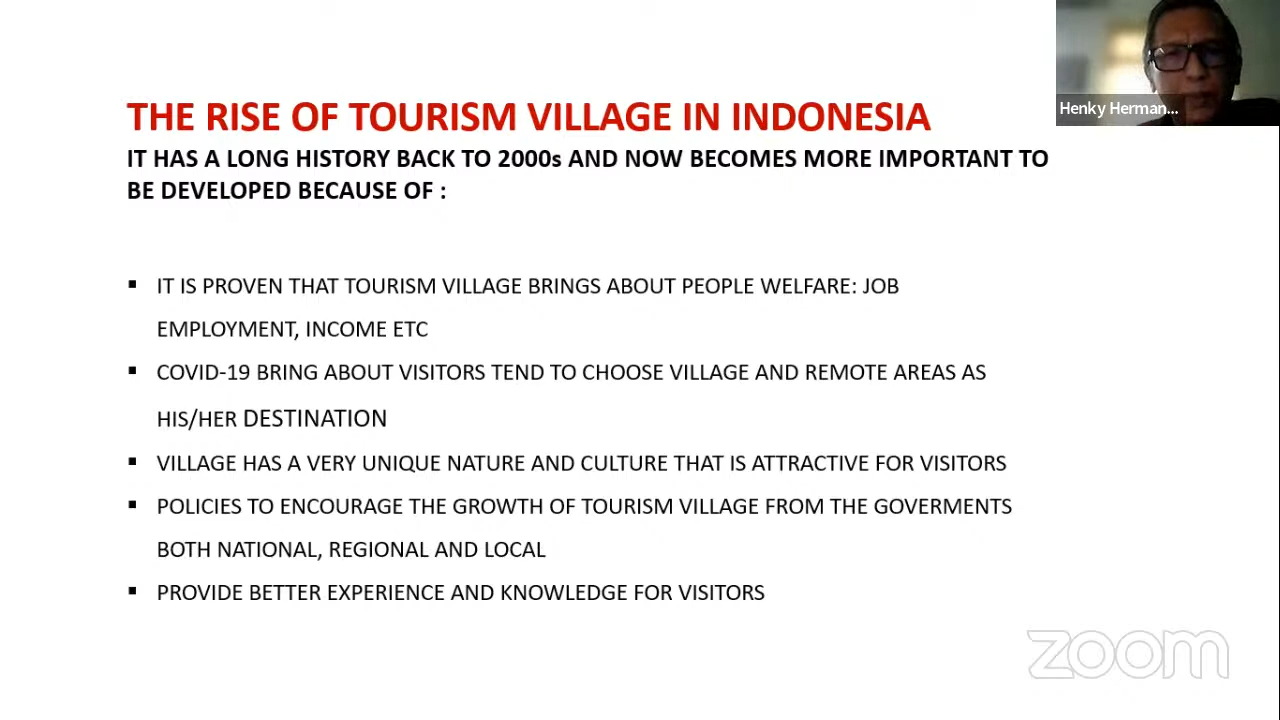 THE RISE OF TOURISM VILLAGE IN INDONESIA
IT HAS A LONG HISTORY BACK TO 2000s AND NOW BECOMES MORE IMPORTANT TO
BE DEVELOPED BECAUSE OF :
▪ IT IS PROVEN THAT TOURISM VILLAGE BRINGS ABOUT PEOPLE WELFARE: JOB
EMPLOYMENT, INCOME ETC
▪ COVID-19 BRING ABOUT VISITORS TEND TO CHOOSE VILLAGE AND REMOTE AREAS AS
HIS/HER DESTINATION
▪ VILLAGE HAS A VERY UNIQUE NATURE AND CULTURE THAT IS ATTRACTIVE FOR VISITORS
▪ POLICIES TO ENCOURAGE THE GROWTH OF TOURISM VILLAGE FROM THE GOVERMENTS
BOTH NATIONAL, REGIONAL AND LOCAL
▪ PROVIDE BETTER EXPERIENCE AND KNOWLEDGE FOR VISITORS
Henky Herman...
zoom